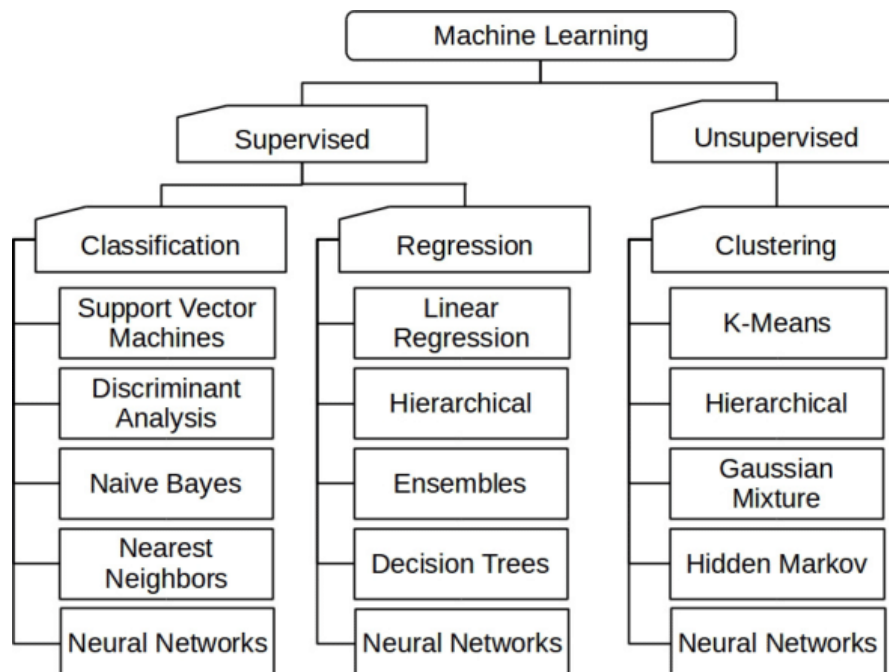 Machine Learning
Supervised
Unsupervised
Classification
Regression
Clustering
Support Vector
Machines
Linear
Regression
K-Means
Discriminant
Analysis
Hierarchical
Hierarchical
Naive Bayes
Ensembles
Gaussian
Mixture
Nearest
Neighbors
Decision Trees
Hidden Markov
Neural Networks
Neural Networks
Neural Networks